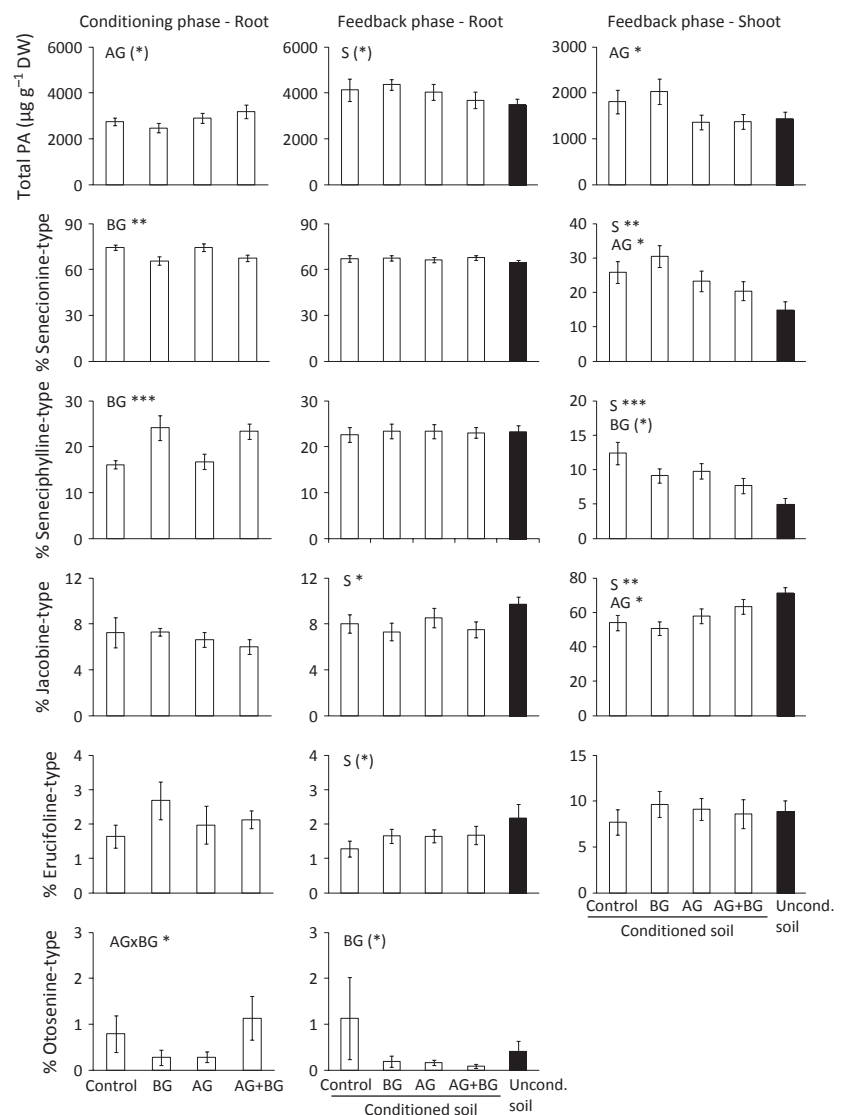 Conditioning phase - Root
Feedback phase - Root
Feedback phase - Shoot
Total PA (µg g⁻¹ DW)
6000
4000
2000
0
AG (*)
6000
4000
2000
0
S (*)
3000
2000
1000
0
AG *
% Senecionine-type
90
60
30
0
BG **
90
60
30
0
40
30
20
10
0
S **
AG *
% Seneciphylline-type
30
20
10
0
BG ***
30
20
10
0
20
15
10
5
0
S ***
BG (*)
% Jacobine-type
12
8
4
0
12
8
4
0
S *
80
60
40
20
0
S **
AG *
% Erucifoline-type
4
3
2
1
0
4
3
2
1
0
S (*)
15
10
5
0
Control BG AG AG+BG Uncond.
Conditioned soil soil
% Otosenine-type
3
2
1
0
AGxBG *
Control BG AG AG+BG
3
2
1
0
BG (*)
Control BG AG AG+BG Uncond.
Conditioned soil soil